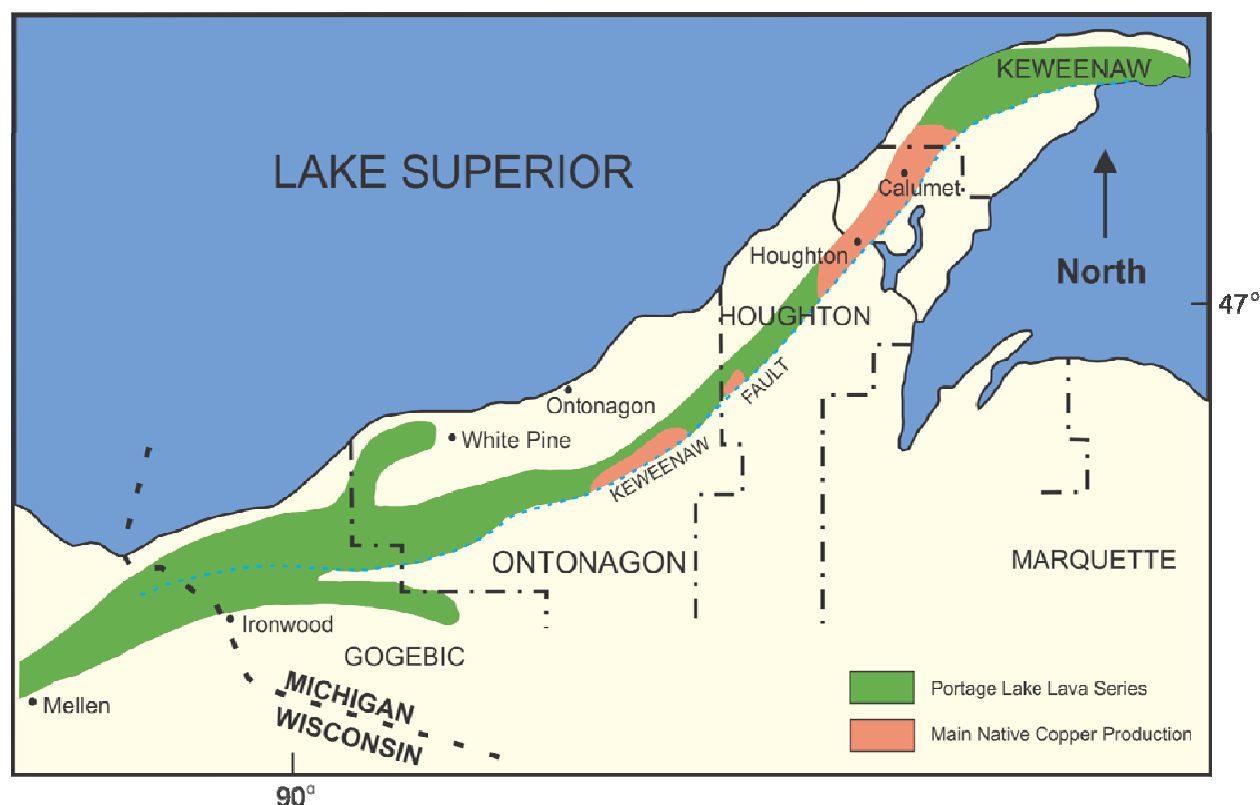 KEWEENAW
LAKE SUPERIOR
Calumet
Houghton
North
47°
HOUGHTON
FAULT
Ontonagon
White Pine
KEWEENAW
ONTONAGON
MARQUETTE
Ironwood
GOGEBIC
MICHIGAN
WISCONSIN
Mellen
Portage Lake Lava Series
Main Native Copper Production
90°